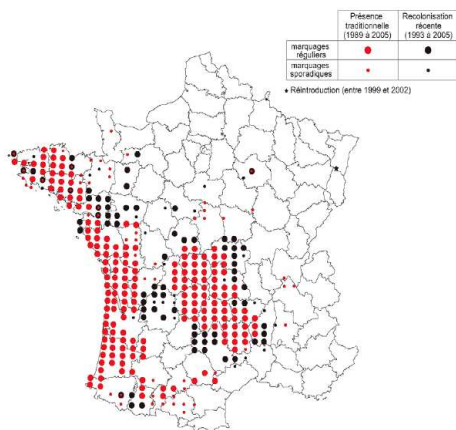 Présence traditionnelle (1989 à 2005)
Recolonisation récente (1993 à 2005)
marquages réguliers
marquages sporadiques
★ Réintroduction (entre 1999 et 2002)